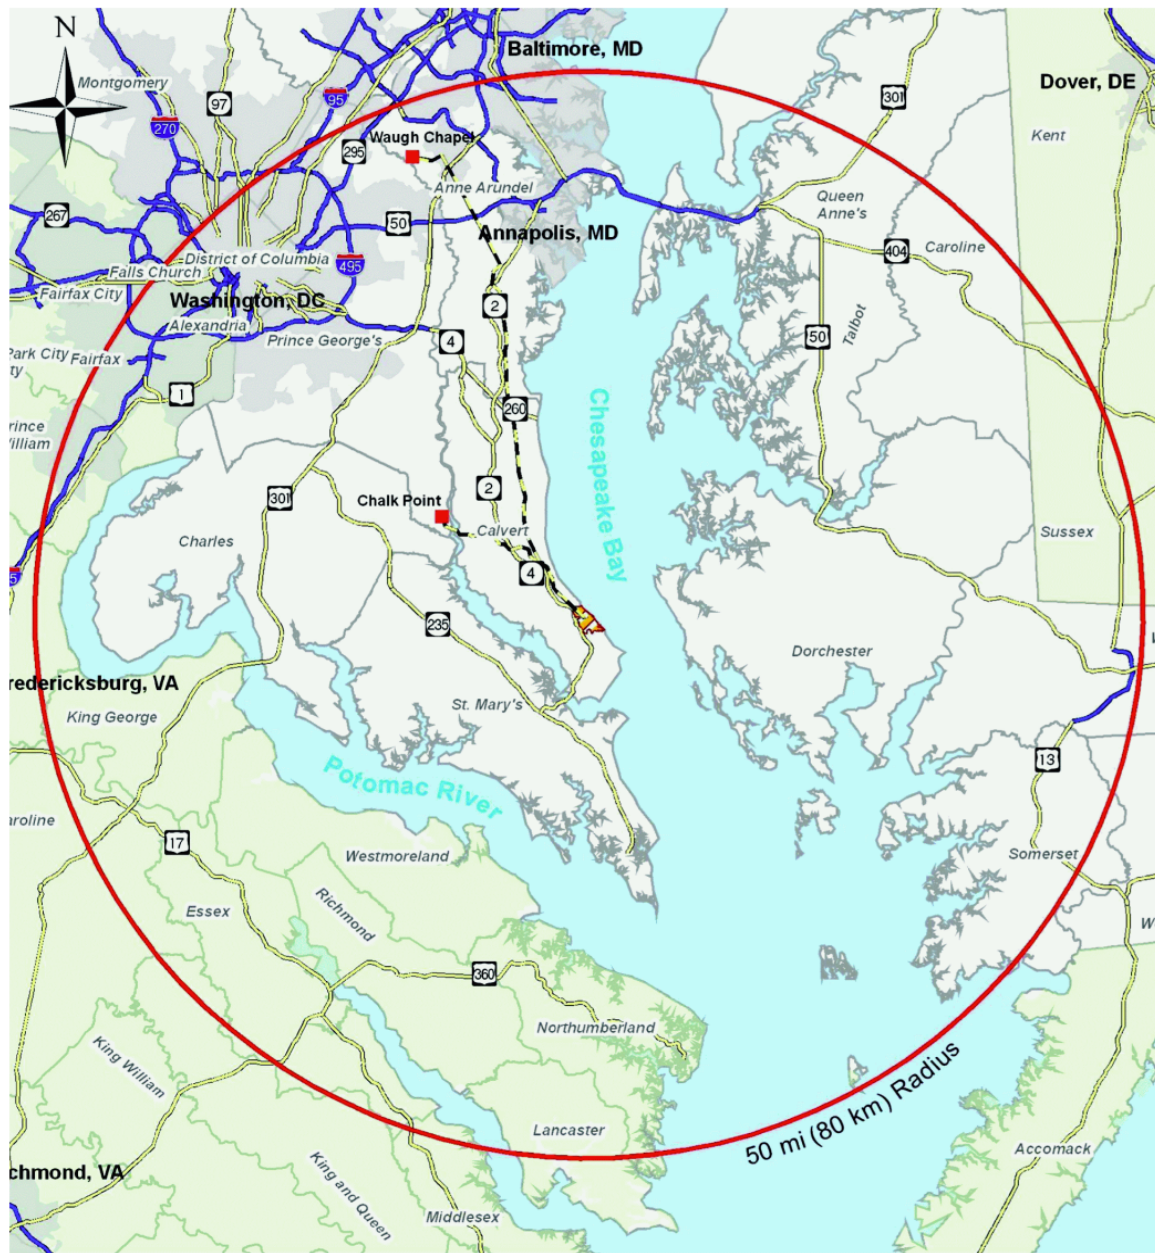 N
Baltimore, MD
Montgomery
Dover, DE
97
95
301
270
Kent
295
Waugh Chapel
Anne Arundel
Queen
Anne's
267
50
Annapolis, MD
Caroline
404
District of Columbia
Falls Church
495
Fairfax City
Washington, DC
2
Alexandria
Talbot
50
Prince George's
4
Park City
ty
Fairfax
1
Chesapeake Bay
260
rince
William
2
301
Chalk Point
Calvert
Charles
Sussex
4
5
235
Dorchester
redericksburg, VA
St. Mary's
King George
13
Potomac River
aroline
17
Westmoreland
Somerset
Essex
Richmond
360
Northumberland
King William
50 mi (80 km) Radius
Lancaster
Accomack
chmond, VA
King and Queen
Middlesex